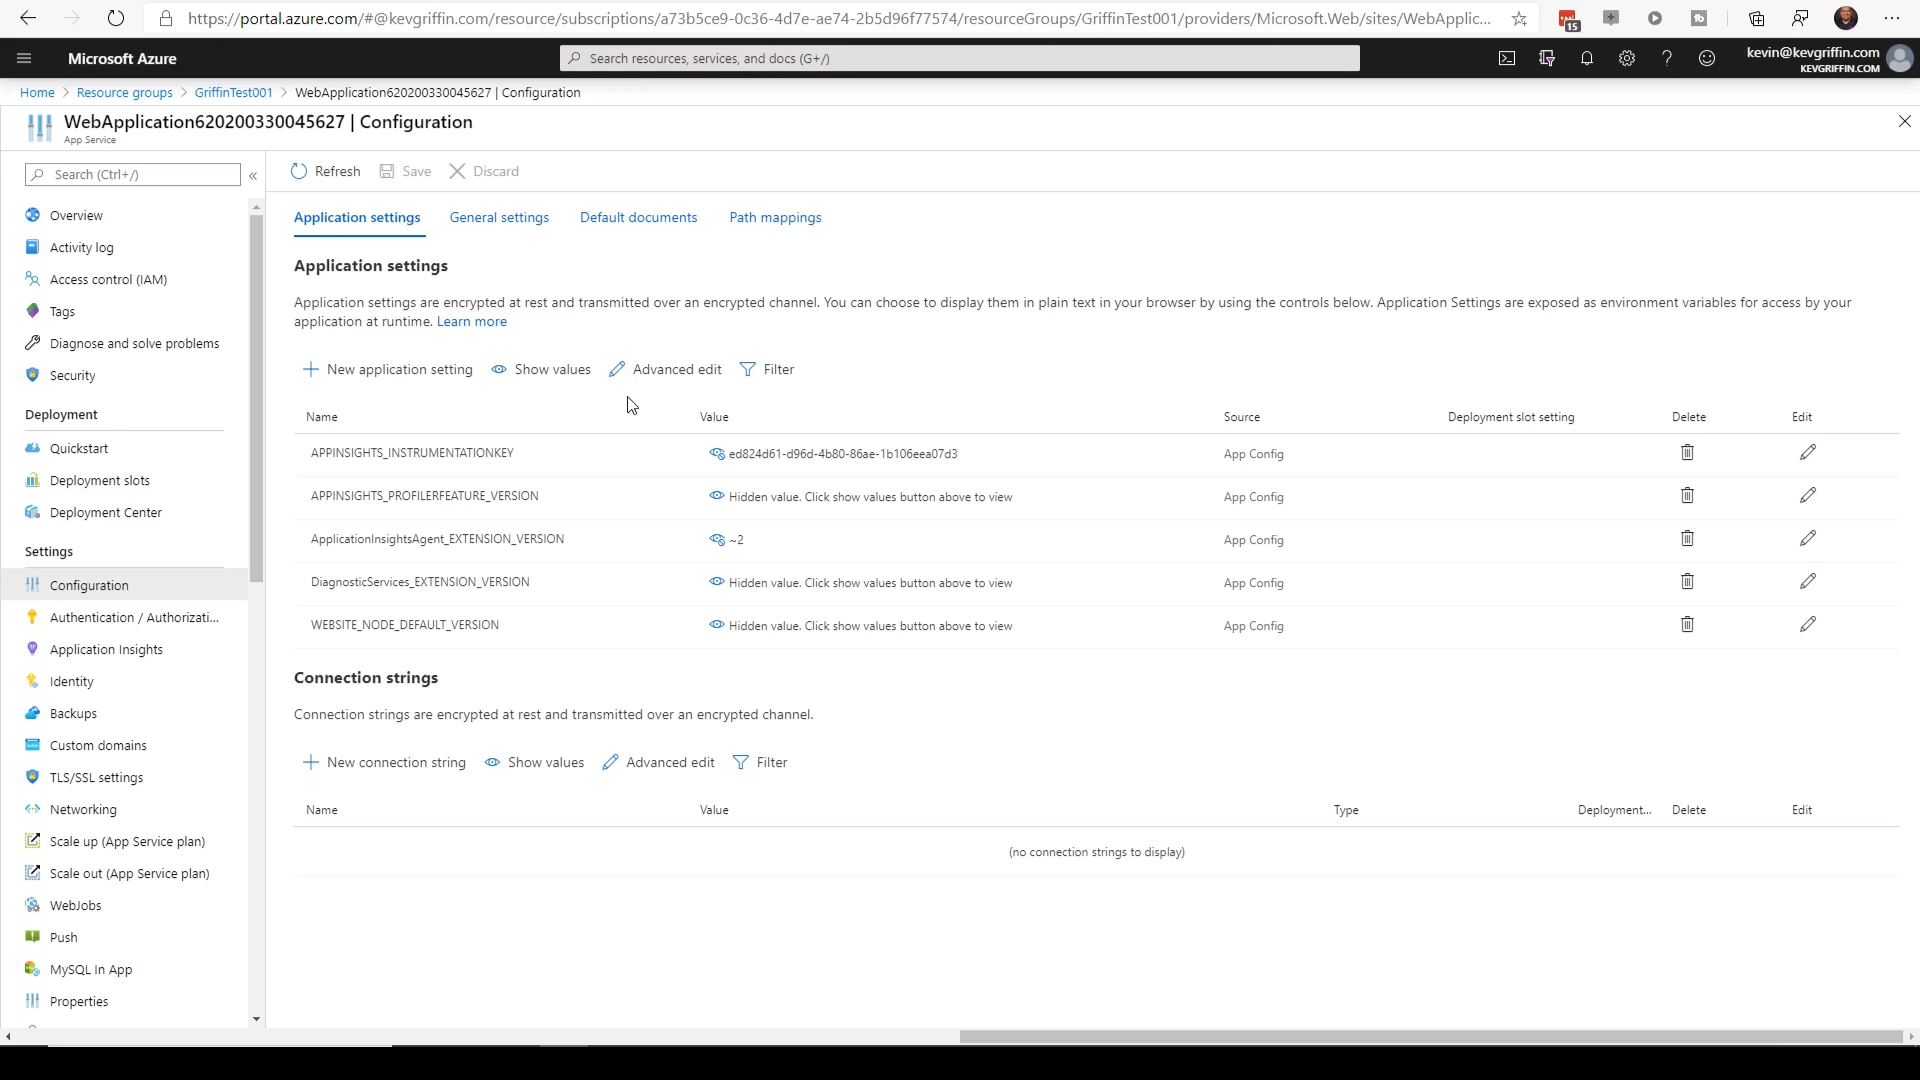 https://portal.azure.com/#@kevgriffin.com/resource/subscriptions/a73b5ce9-0c36-4d7e-ae74-2b5d96f77574/resourceGroups/GriffinTest001/providers/Microsoft.Web/sites/WebApplic...
15
Microsoft Azure
Search resources, services, and docs (G+/)
kevin@kevgriffin.com
KEVGRIFFIN.COM
Home > Resource groups > GriffinTest001 > WebApplication620200330045627 | Configuration
WebApplication620200330045627 | Configuration
App Service
Search (Ctrl+/)
Overview
Activity log
Access control (IAM)
Tags
Diagnose and solve problems
Security
Deployment
Quickstart
Deployment slots
Deployment Center
Settings
Configuration
Authentication / Authorizati...
Application Insights
Identity
Backups
Custom domains
TLS/SSL settings
Networking
Scale up (App Service plan)
Scale out (App Service plan)
WebJobs
Push
MySQL In App
Properties
Refresh Save Discard
Application settings General settings Default documents Path mappings
Application settings
Application settings are encrypted at rest and transmitted over an encrypted channel. You can choose to display them in plain text in your browser by using the controls below. Application Settings are exposed as environment variables for access by your
application at runtime. Learn more
New application setting Show values Advanced edit Filter
Name Value Source Deployment slot setting Delete Edit
APPINSIGHTS_INSTRUMENTATIONKEY ed824d61-d96d-4b80-86ae-1b106eea07d3 App Config
APPINSIGHTS_PROFILERFEATURE_VERSION Hidden value. Click show values button above to view App Config
ApplicationInsightsAgent_EXTENSION_VERSION ~2 App Config
DiagnosticServices_EXTENSION_VERSION Hidden value. Click show values button above to view App Config
WEBSITE_NODE_DEFAULT_VERSION Hidden value. Click show values button above to view App Config
Connection strings
Connection strings are encrypted at rest and transmitted over an encrypted channel.
New connection string Show values Advanced edit Filter
Name Value Type Deployment... Delete Edit
(no connection strings to display)